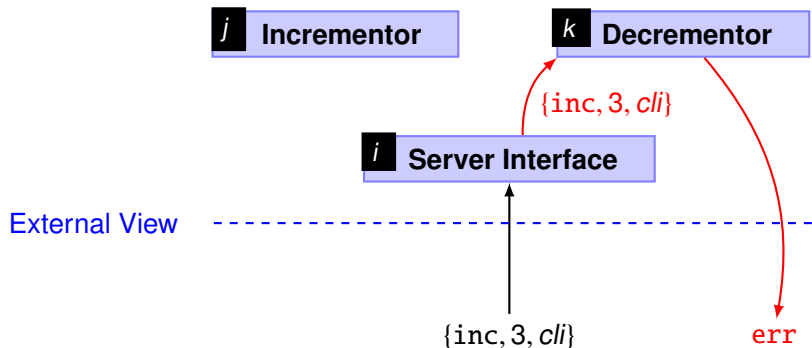 j Incrementor
k Decrementor
{inc, 3, cli}
i Server Interface
External View
{inc, 3, cli}
err